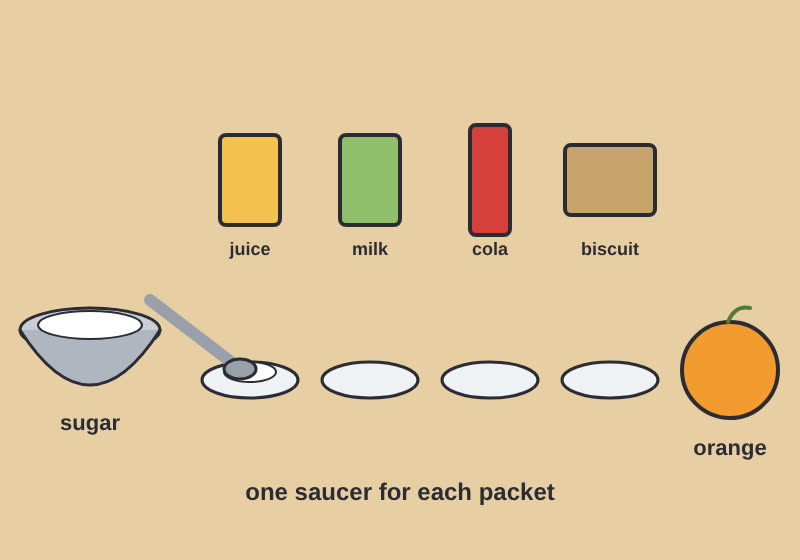 juice
milk
cola
biscuit
sugar
orange
one saucer for each packet